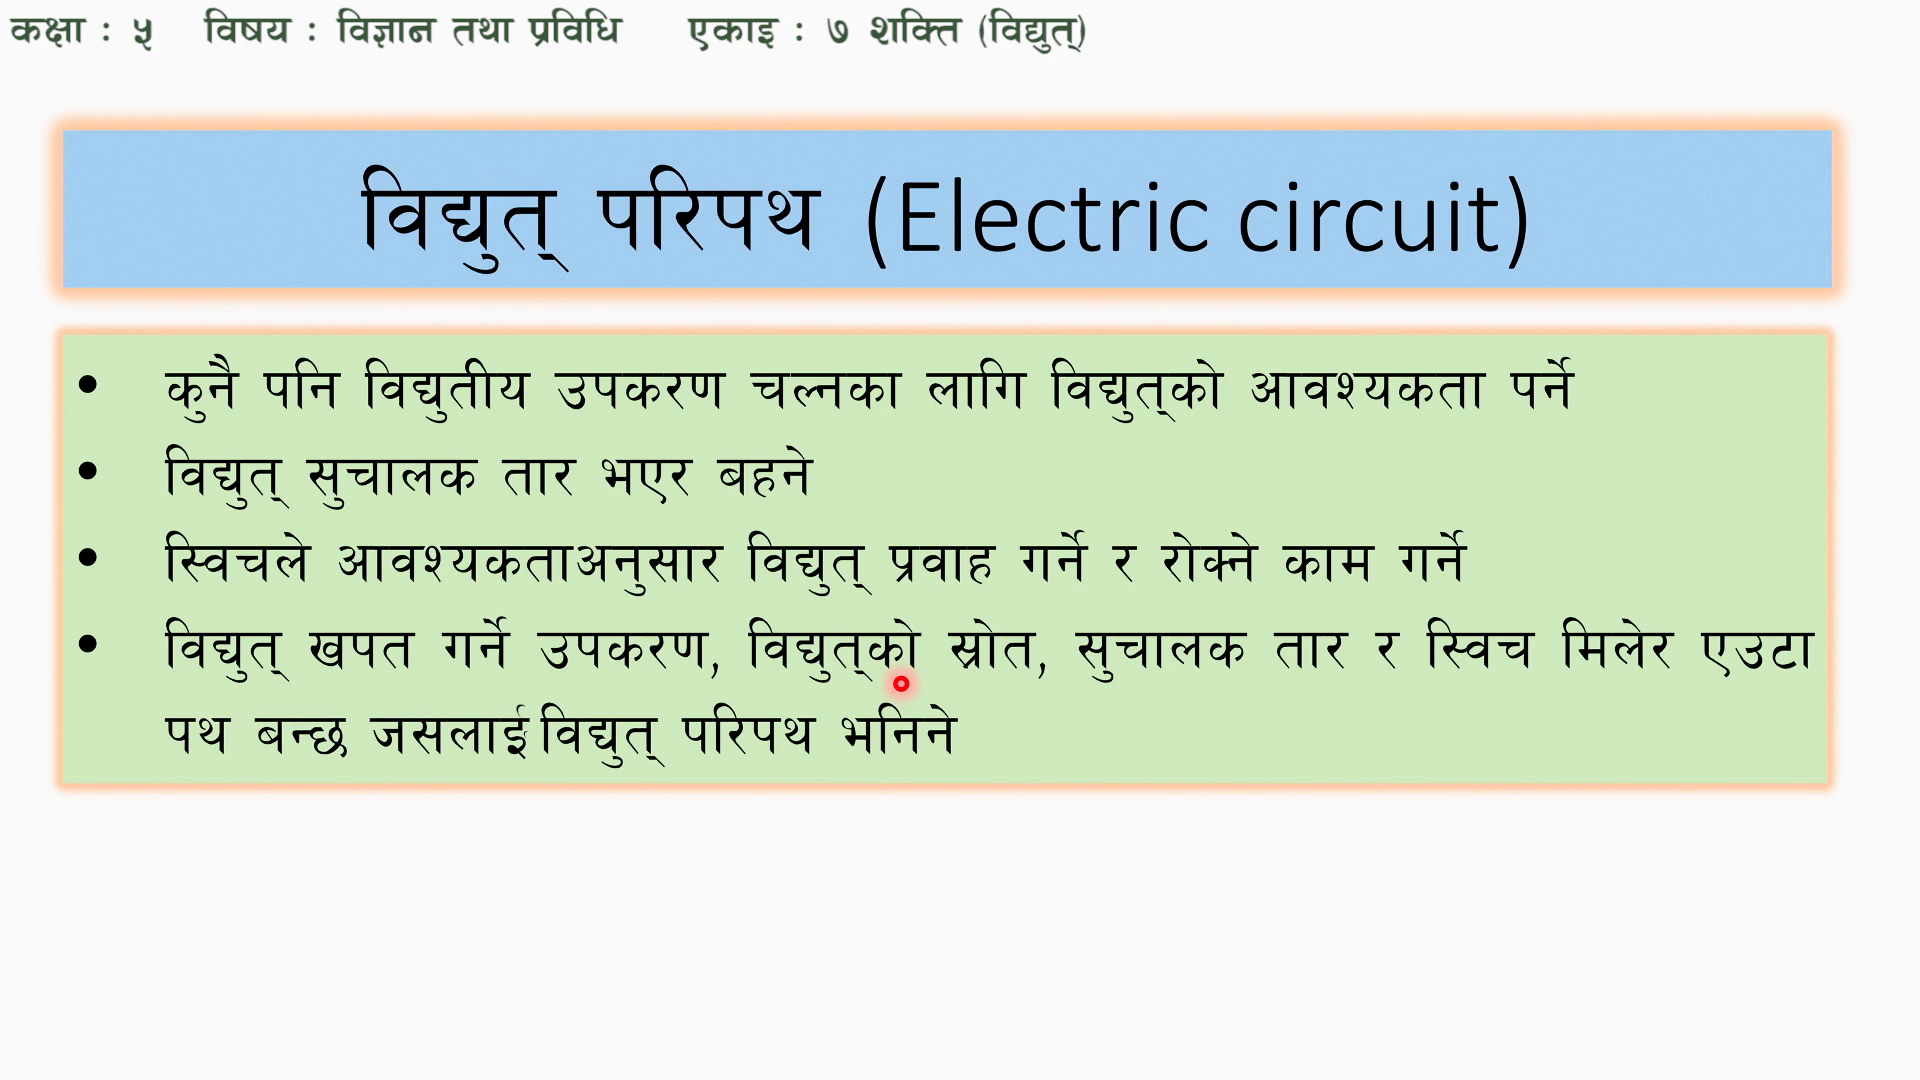 कक्षा : ५ विषय : विज्ञान तथा प्रविधि एकाइ : ७ शक्ति (विद्युत्)
विद्युत् परिपथ (Electric circuit)
• कुनै पनि विद्युतीय उपकरण चल्नका लागि विद्युत्को आवश्यकता पर्ने
• विद्युत् सुचालक तार भएर बहने
• स्विचले आवश्यकताअनुसार विद्युत् प्रवाह गर्ने र रोक्ने काम गर्ने
• विद्युत् खपत गर्ने उपकरण, विद्युत्को स्रोत, सुचालक तार र स्विच मिलेर एउटा
पथ बन्छ जसलाई विद्युत् परिपथ भनिने